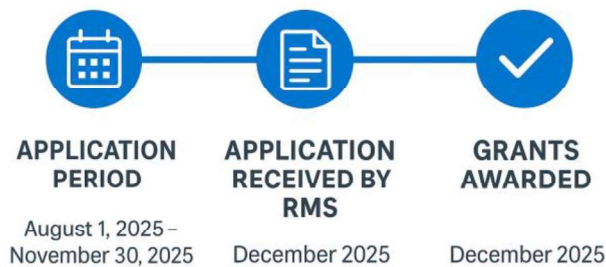 APPLICATION
PERIOD
August 1, 2025 –
November 30, 2025
APPLICATION
RECEIVED BY
RMS
December 2025
GRANTS
AWARDED
December 2025